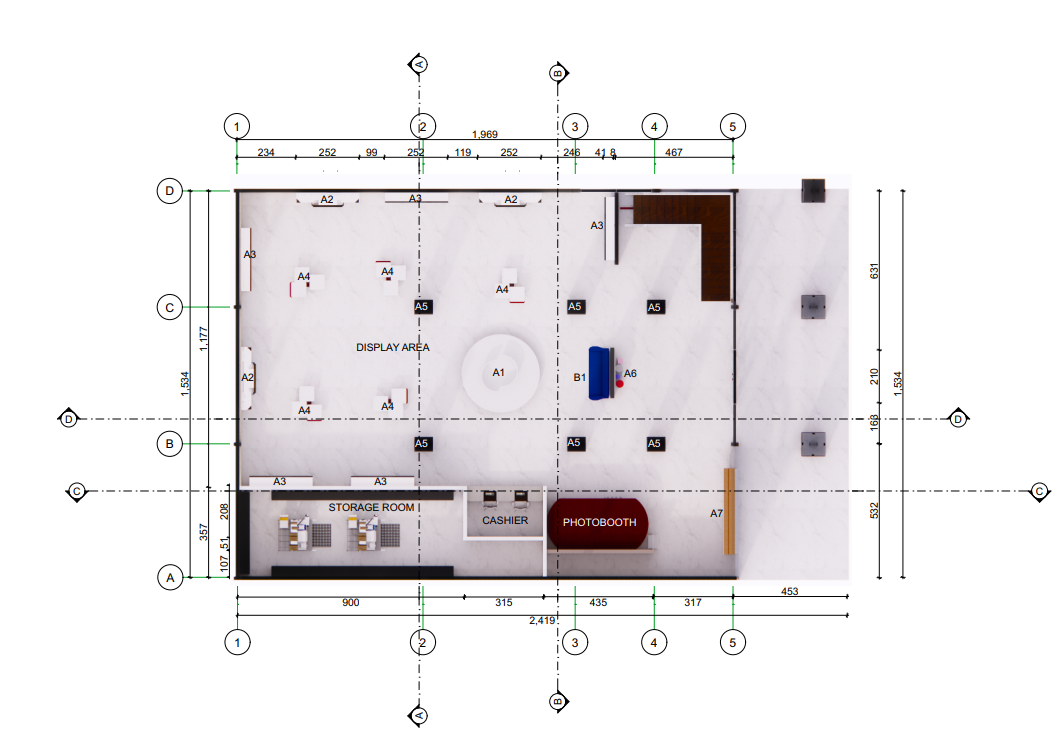 A
B
1
2
3
4
5
1,969
234
252
99
252
119
252
246
41
8
467
D
A2
A3
A2
A3
A3
A4
A4
A4
631
C
A5
A5
A5
1,177
DISPLAY AREA
A1
A2
B1
A6
210
1,534
1,534
A4
A4
D
D
168
B
A5
A5
A5
A3
A3
C
C
STORAGE ROOM
208
CASHIER
PHOTOBOOTH
A7
532
357
51
107
A
900
315
435
317
453
2,419
1
2
3
4
5
A
B